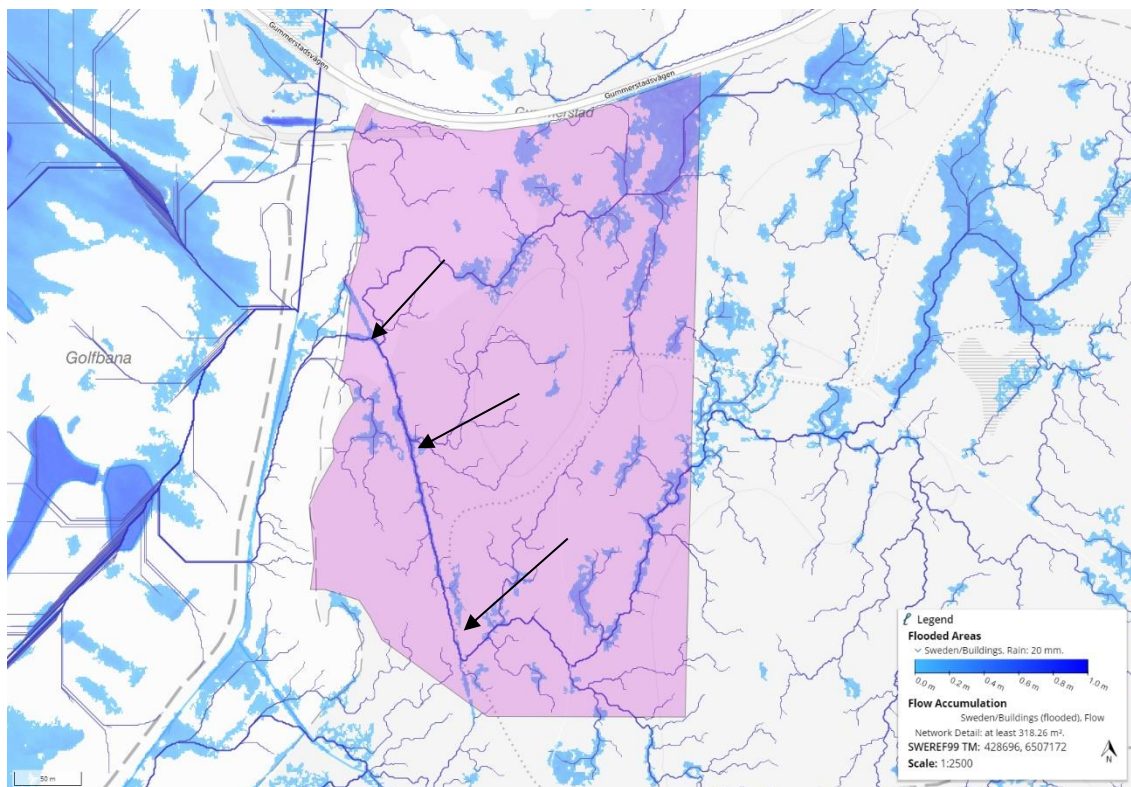 Gummerstadsvägen
Gummerstadsvägen
Gummerstad
Golfbana
Legend
Flooded Areas
Sweden/Buildings. Rain: 20 mm.
0.0 m 0.2 m 0.4 m 0.6 m 0.8 m 1.0 m
Flow Accumulation
Sweden/Buildings (flooded). Flow
Network Detail: at least 318.26 m².
SWEREF99 TM: 428696, 6507172
Scale: 1:2500
N
50 m